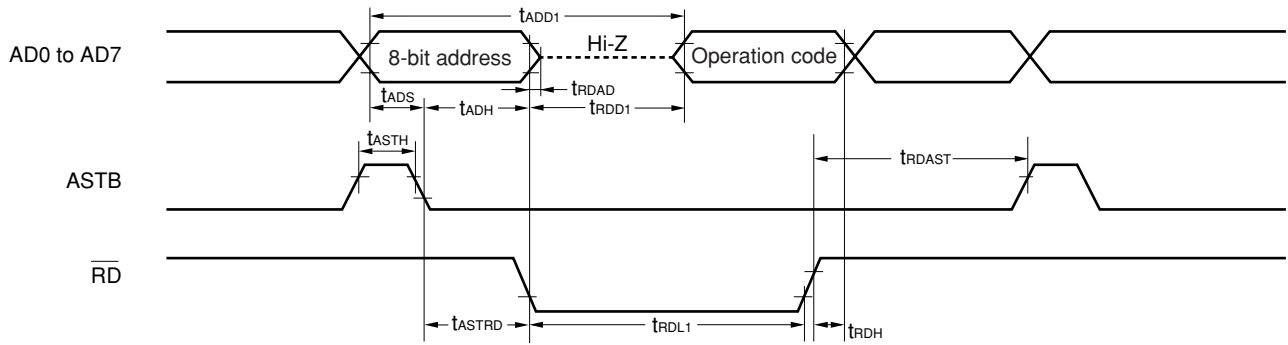 tADD1
AD0 to AD7
8-bit address
Hi-Z
Operation code
tADS
tADH
tRDAD
tRDD1
tASTH
ASTB
tRDAST
RD
tASTRD
tRDL1
tRDH